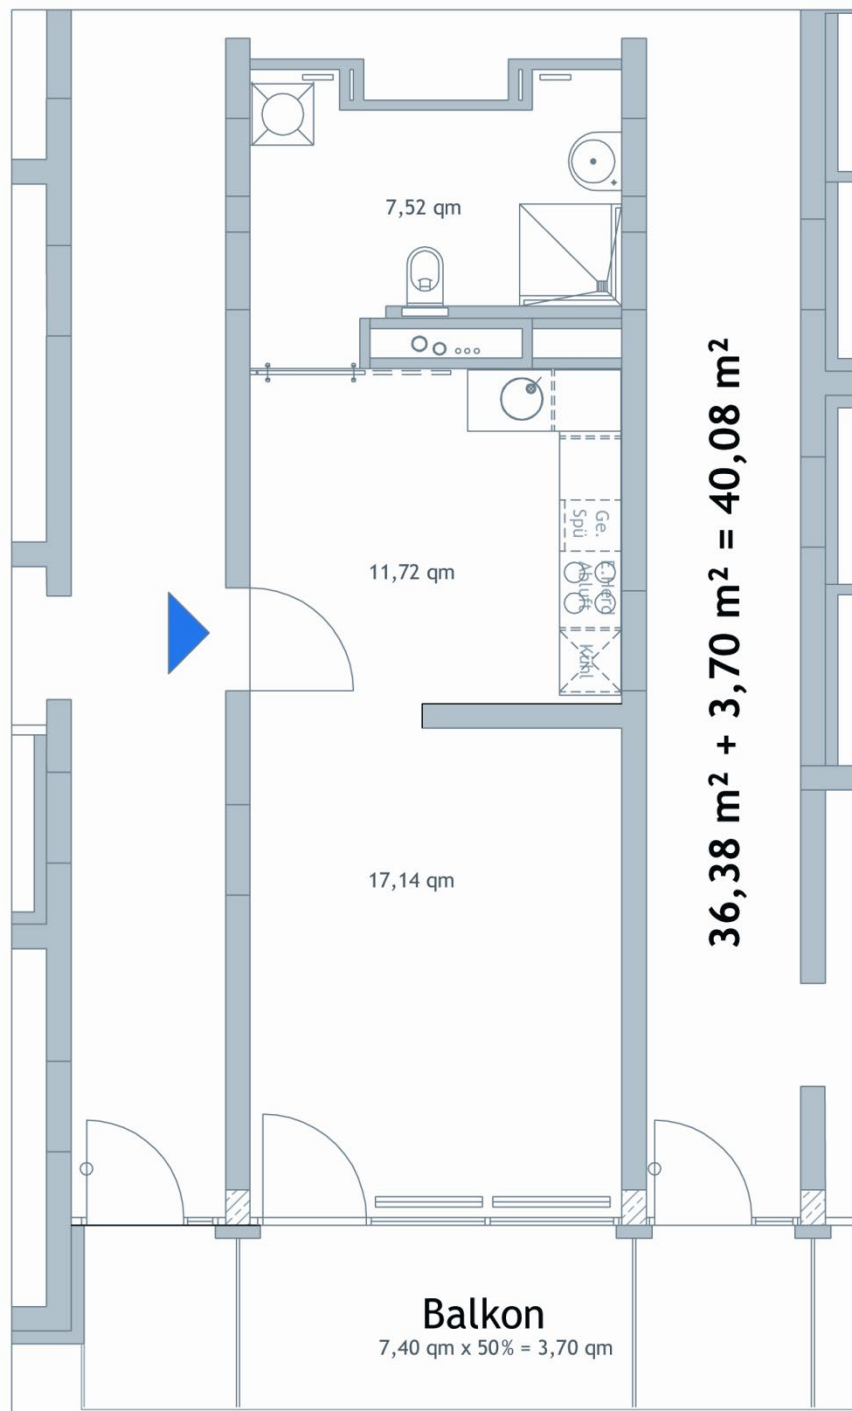 7,52 qm
11,72 qm
Ge.
Spü
E.Herd
Abluft
Kühl
17,14 qm
36,38 m² + 3,70 m² = 40,08 m²
Balkon
7,40 qm x 50% = 3,70 qm